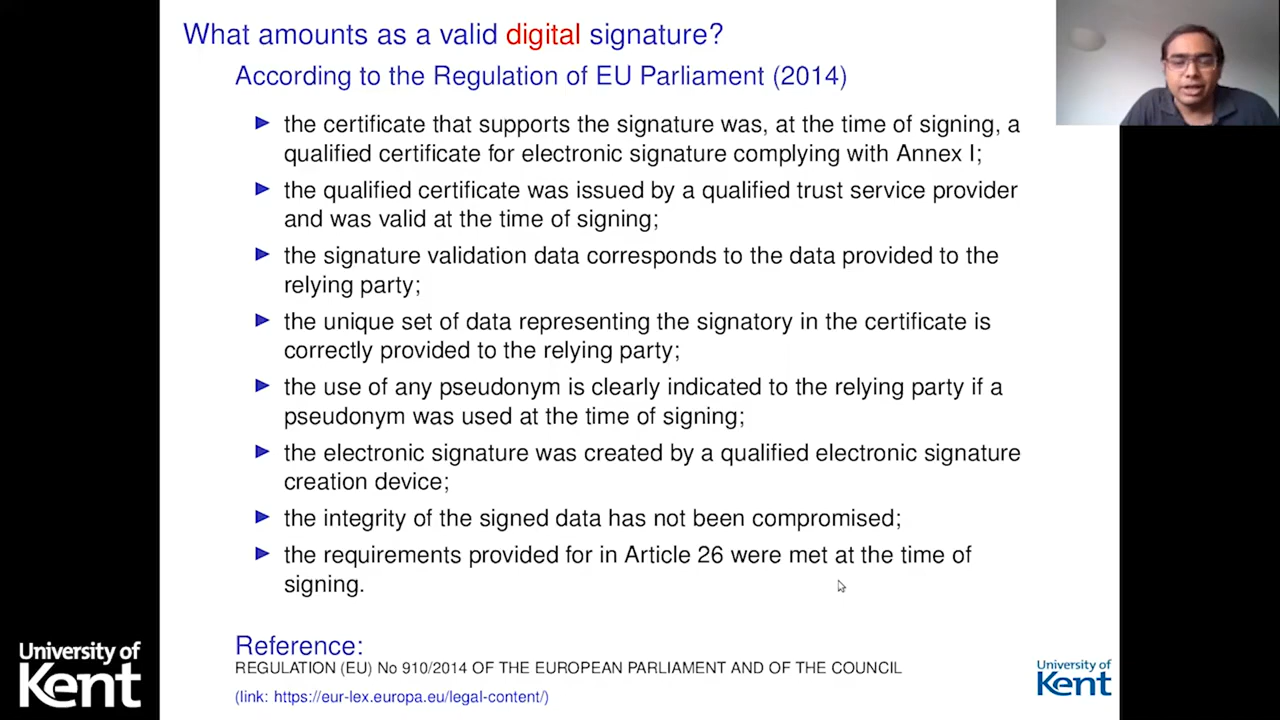 What amounts as a valid digital signature?
According to the Regulation of EU Parliament (2014)
the certificate that supports the signature was, at the time of signing, a
qualified certificate for electronic signature complying with Annex I;
the qualified certificate was issued by a qualified trust service provider
and was valid at the time of signing;
the signature validation data corresponds to the data provided to the
relying party;
the unique set of data representing the signatory in the certificate is
correctly provided to the relying party;
the use of any pseudonym is clearly indicated to the relying party if a
pseudonym was used at the time of signing;
the electronic signature was created by a qualified electronic signature
creation device;
the integrity of the signed data has not been compromised;
the requirements provided for in Article 26 were met at the time of
signing.
Reference:
REGULATION (EU) No 910/2014 OF THE EUROPEAN PARLIAMENT AND OF THE COUNCIL
(link: https://eur-lex.europa.eu/legal-content/)
University of
Kent
University of
Kent